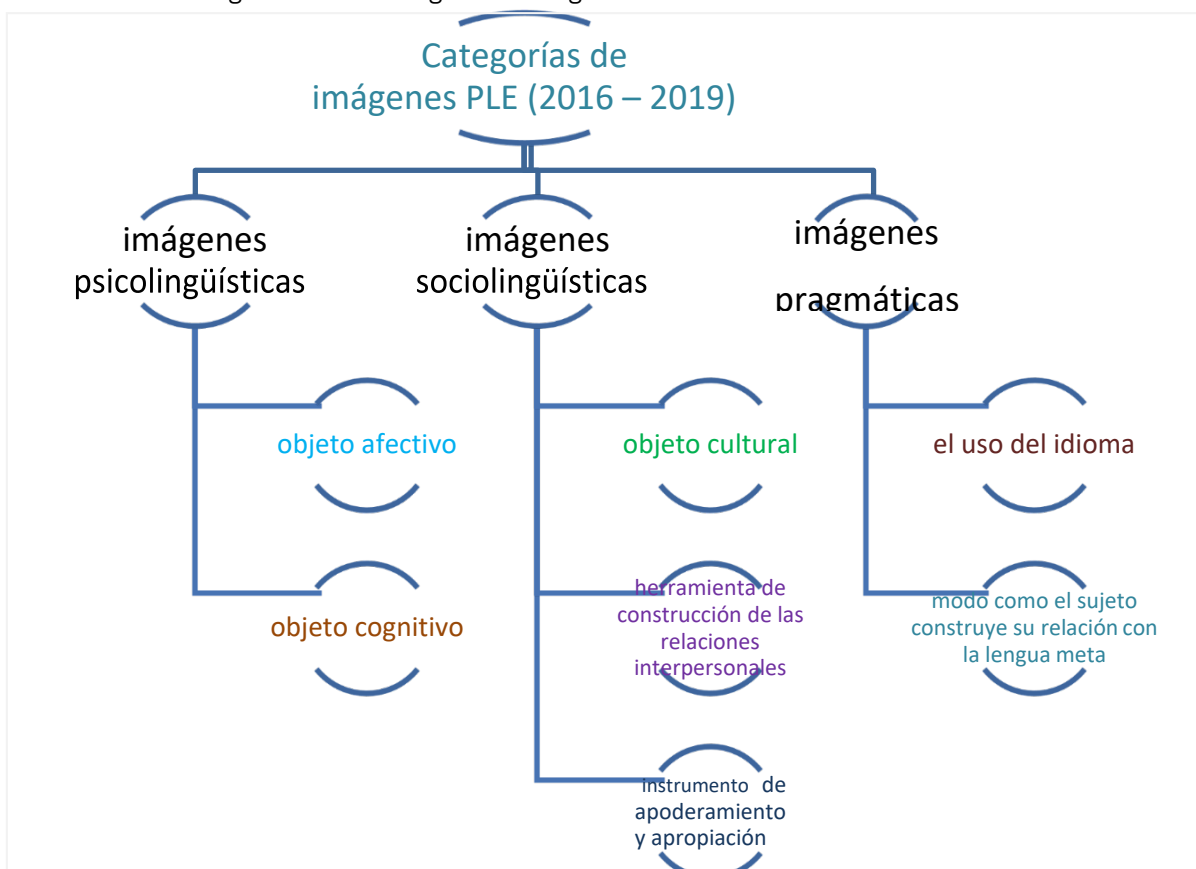 Categorías de
imágenes PLE (2016 – 2019)
imágenes
psicolingüísticas
imágenes
sociolingüísticas
imágenes
pragmáticas
objeto afectivo
objeto cultural
el uso del idioma
objeto cognitivo
herramienta de
construcción de las
relaciones
interpersonales
modo como el sujeto
construye su relación con
la lengua meta
instrumento de
apoderamiento
y apropiación